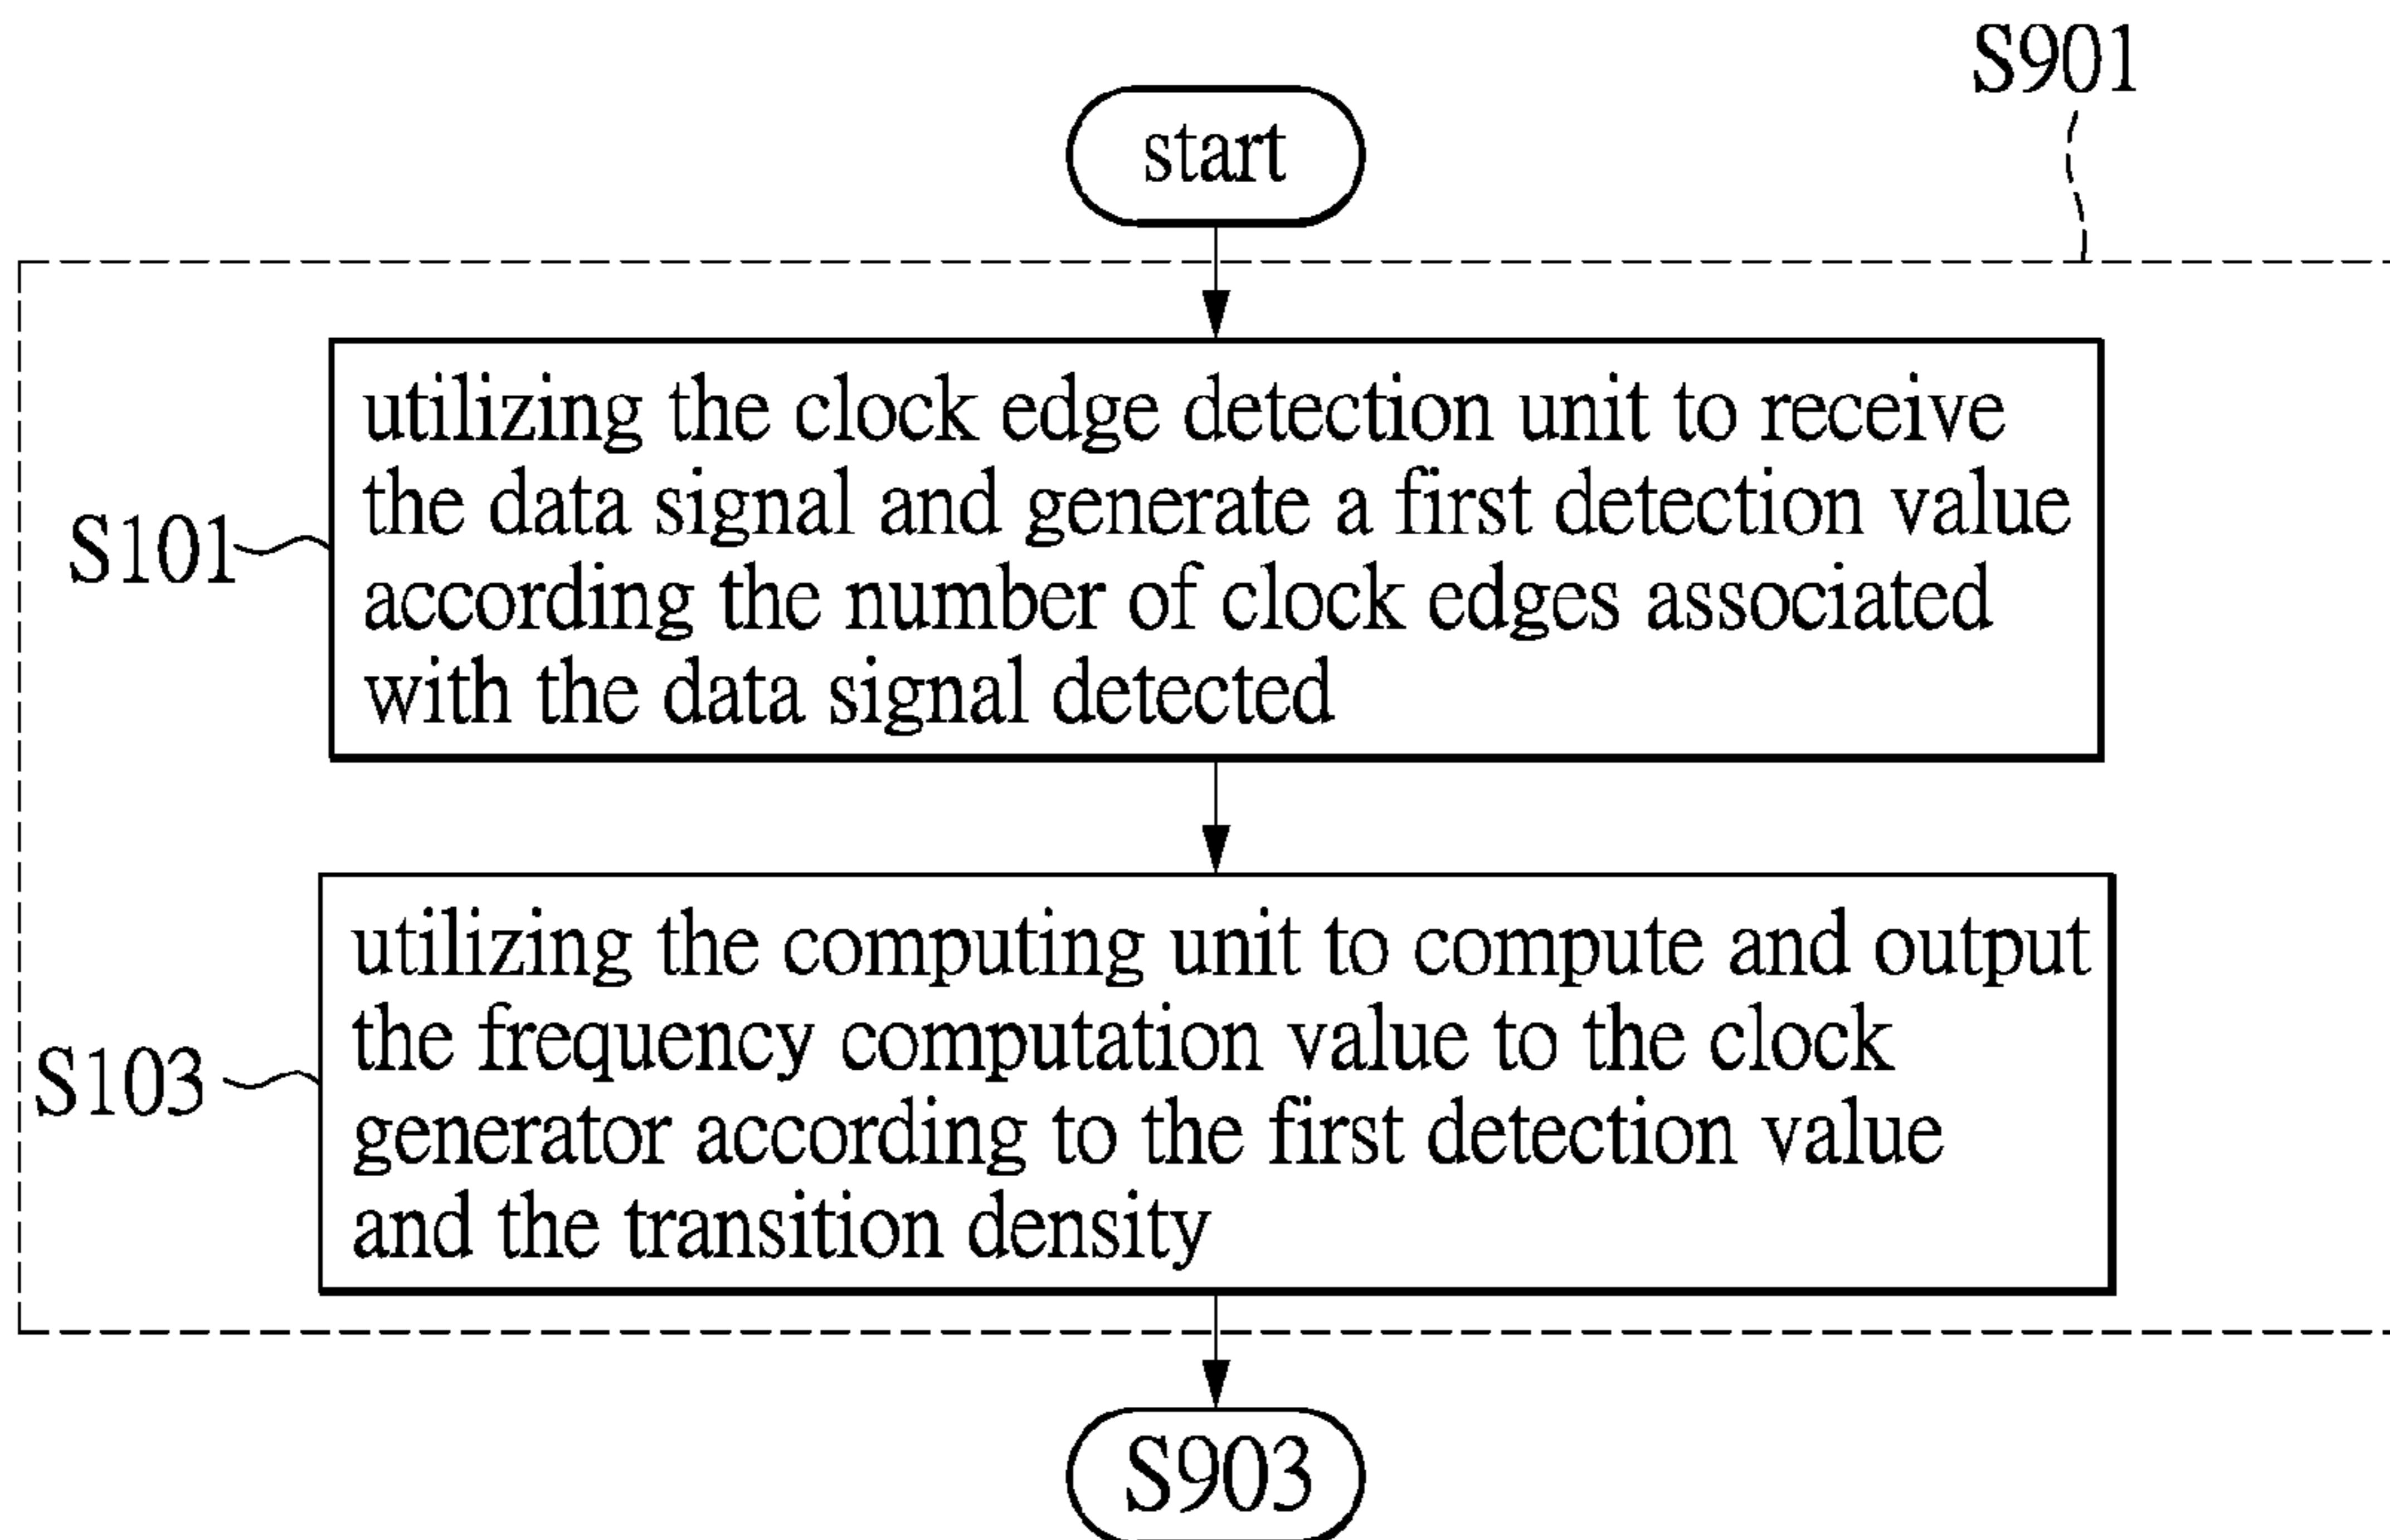 S901
start
utilizing the clock edge detection unit to receive
the data signal and generate a first detection value
according the number of clock edges associated
with the data signal detected
S101
utilizing the computing unit to compute and output
the frequency computation value to the clock
generator according to the first detection value
and the transition density
S103
S903